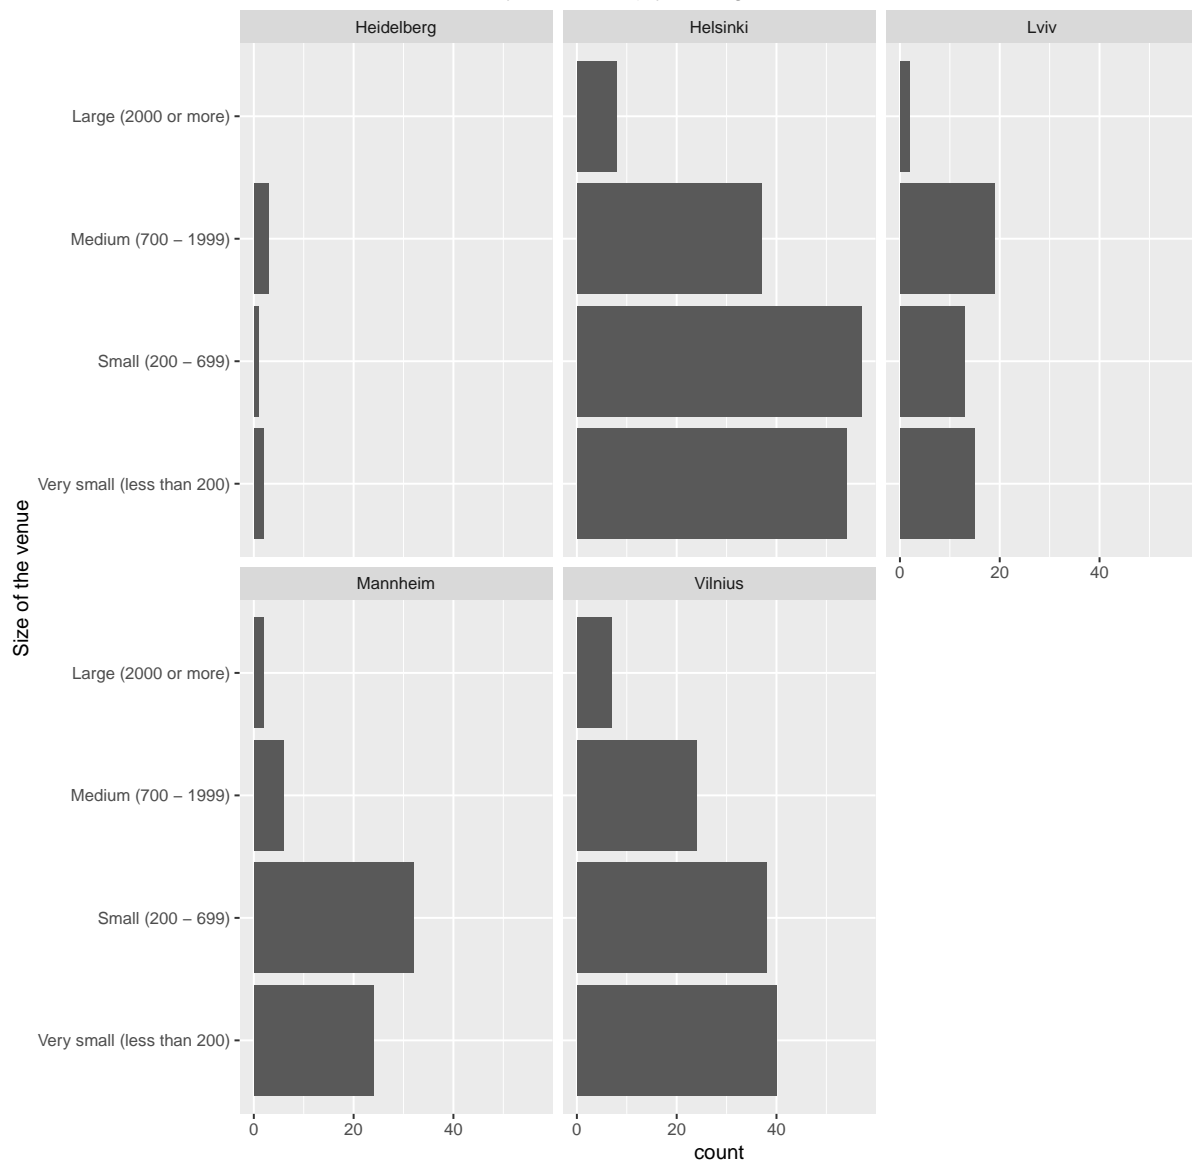 Heidelberg
Helsinki
Lviv
Large (2000 or more)
Medium (700 − 1999)
Small (200 − 699)
Very small (less than 200)
0 20 40
Mannheim
Vilnius
Size of the venue
Large (2000 or more)
Medium (700 − 1999)
Small (200 − 699)
Very small (less than 200)
0 20 40
0 20 40
count